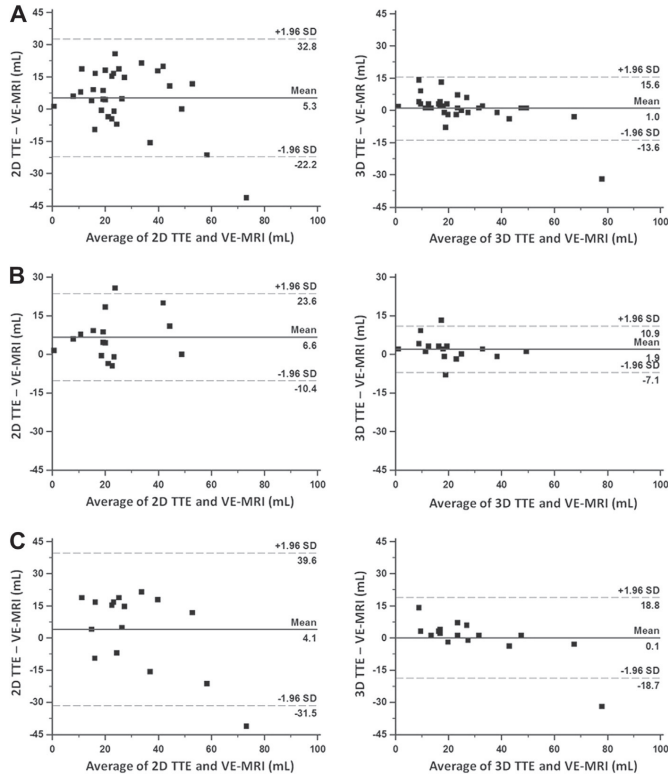 A
45
30
15
0
-15
-30
-45
2D TTE – VE-MRI (mL)
+1.96 SD
32.8
Mean
5.3
-1.96 SD
-22.2
0 20 40 60 80 100
Average of 2D TTE and VE-MRI (mL)
45
30
15
0
-15
-30
-45
3D TTE – VE-MR (mL)
+1.96 SD
15.6
Mean
1.0
-1.96 SD
-13.6
0 20 40 60 80 100
Average of 3D TTE and VE-MRI (mL)
B
30
15
0
-15
-30
-45
2D TTE – VE-MRI (mL)
+1.96 SD
23.6
Mean
6.6
-1.96 SD
-10.4
0 20 40 60 80 100
Average of 2D TTE and VE-MRI (mL)
30
15
0
-15
-30
-45
3D TTE – VE-MRI (mL)
+1.96 SD
10.9
Mean
1.9
-1.96 SD
-7.1
0 20 40 60 80 100
Average of 3D TTE and VE-MRI (mL)
C
45
30
15
0
-15
-30
-45
2D TTE – VE-MRI (mL)
+1.96 SD
39.6
Mean
4.1
-1.96 SD
-31.5
0 20 40 60 80 100
Average of 2D TTE and VE-MRI (mL)
45
30
15
0
-15
-30
-45
3D TTE – VE-MRI (mL)
+1.96 SD
18.8
Mean
0.1
-1.96 SD
-18.7
0 20 40 60 80 100
Average of 3D TTE and VE-MRI (mL)